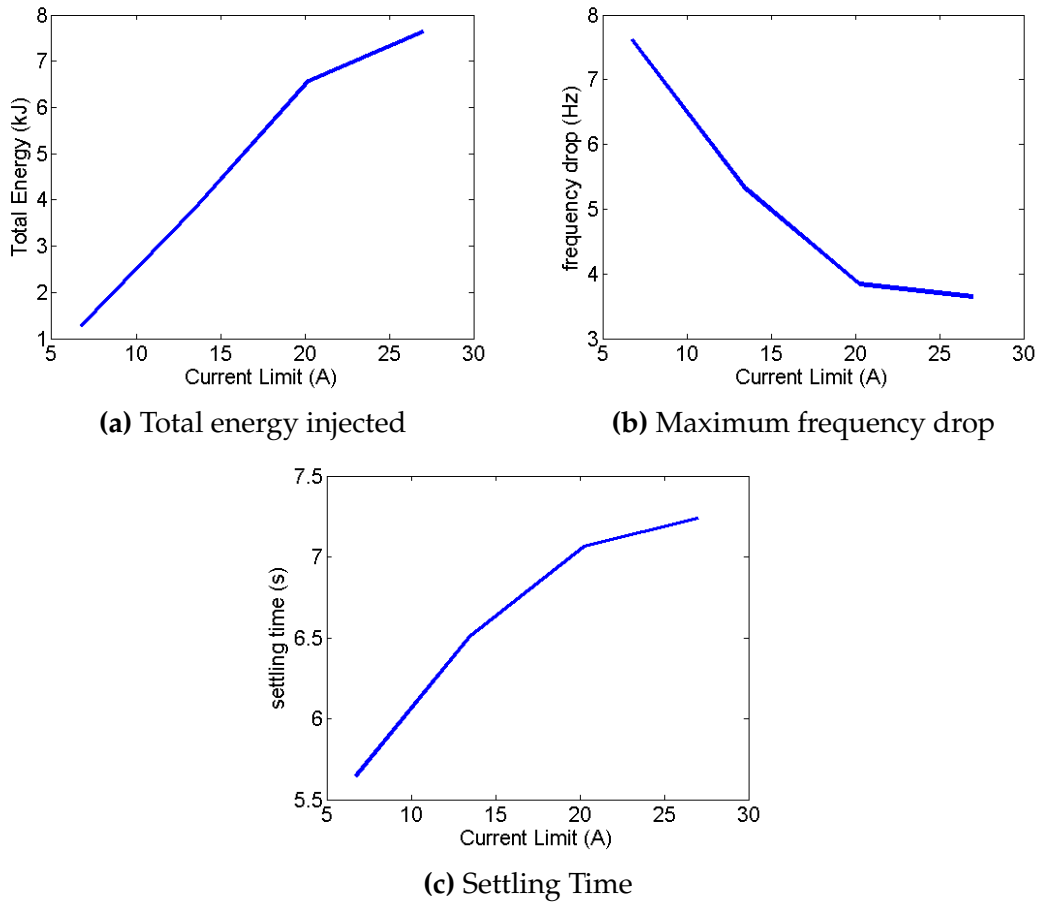 8
7
6
5
4
3
2
1
Total Energy (kJ)
5 10 15 20 25 30
Current Limit (A)
(a) Total energy injected
8
7
6
5
4
3
frequency drop (Hz)
5 10 15 20 25 30
Current Limit (A)
(b) Maximum frequency drop
7.5
7
6.5
6
5.5
settling time (s)
5 10 15 20 25 30
Current Limit (A)
(c) Settling Time